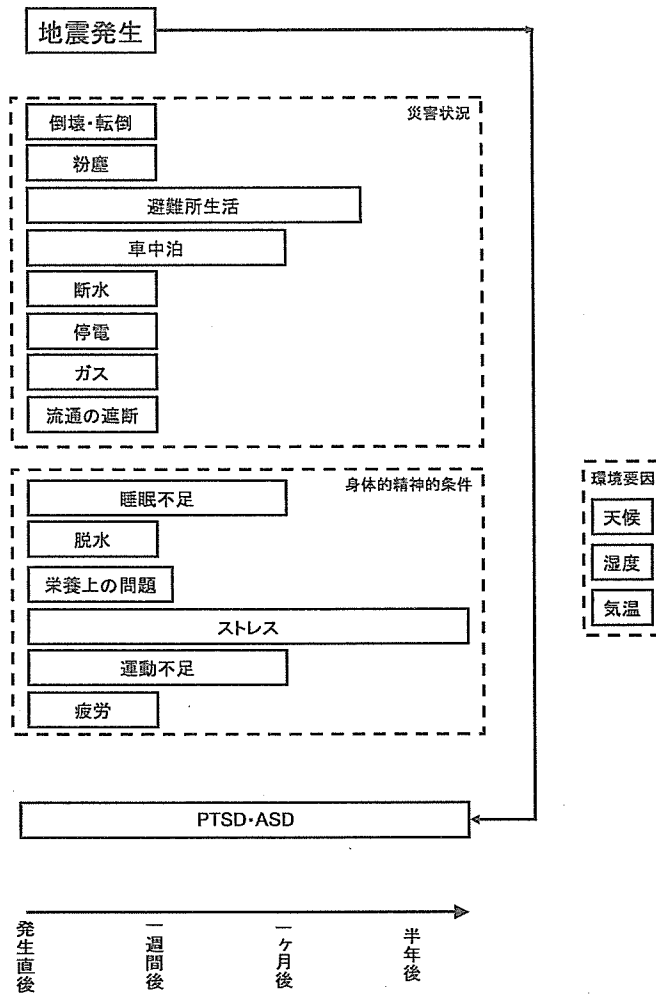 地震発生
災害状況
倒壊・転倒
粉塵
避難所生活
車中泊
断水
停電
ガス
流通の遮断
身体的精神的条件
睡眠不足
脱水
栄養上の問題
ストレス
運動不足
疲労
環境要因
天候
湿度
気温
PTSD・ASD
発生直後
一週間後
一ヶ月後
半年後